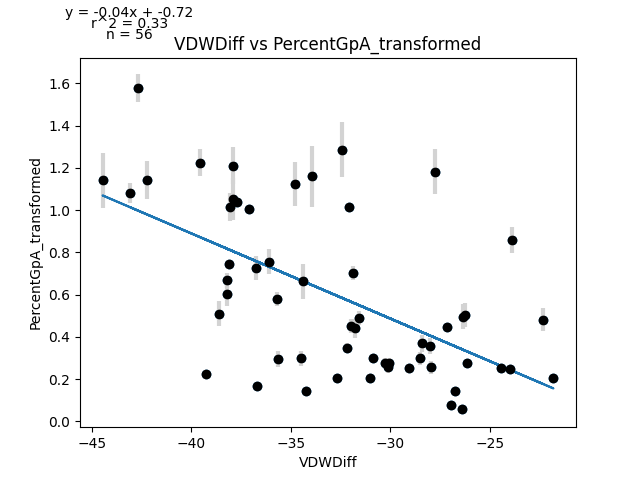 y = -0.04x + -0.72
r^2 = 0.33
n = 56
VDWDiff vs PercentGpA_transformed
PercentGpA_transformed
1.6
1.4
1.2
1.0
0.8
0.6
0.4
0.2
0.0
−45 −40 −35 −30 −25
VDWDiff